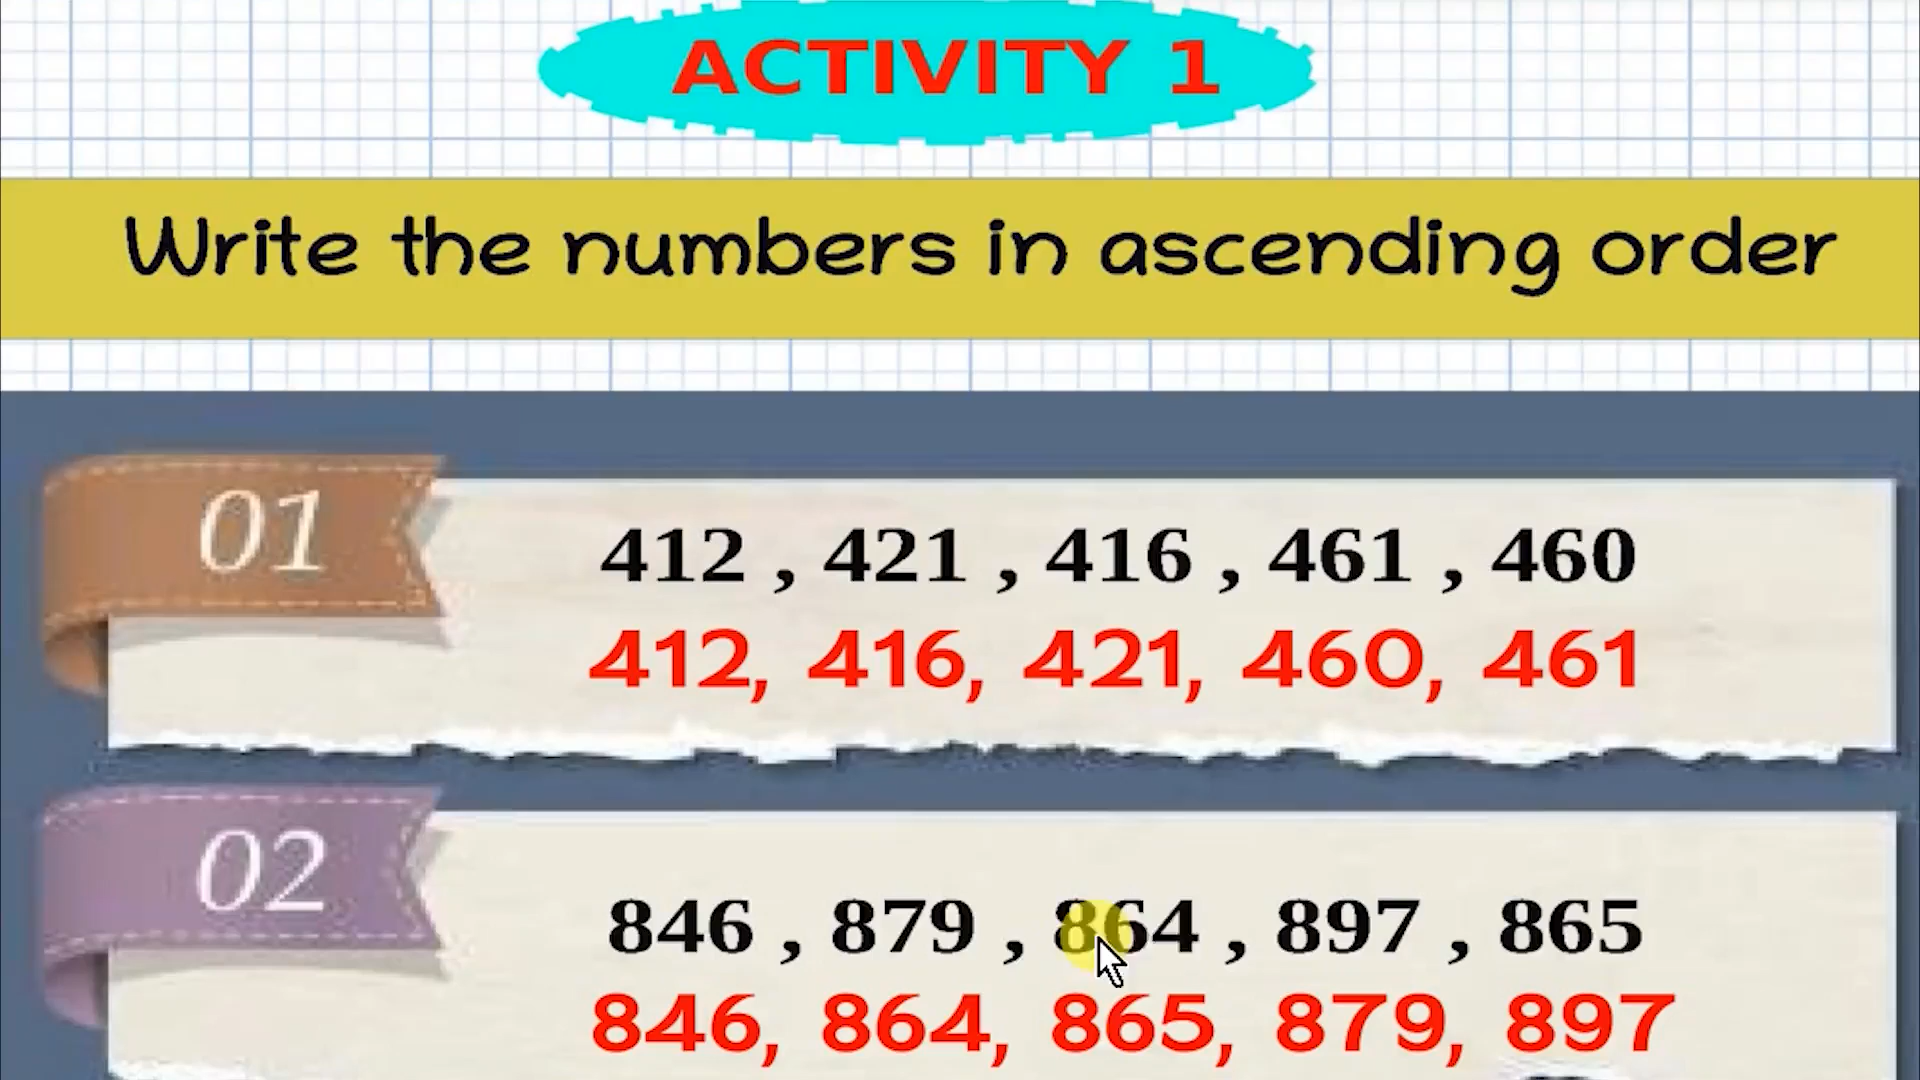 ACTIVITY 1
Write the numbers in ascending order
01
412 , 421 , 416 , 461 , 460
412, 416, 421, 460, 461
02
846 , 879 , 864 , 897 , 865
846, 864, 865, 879, 897